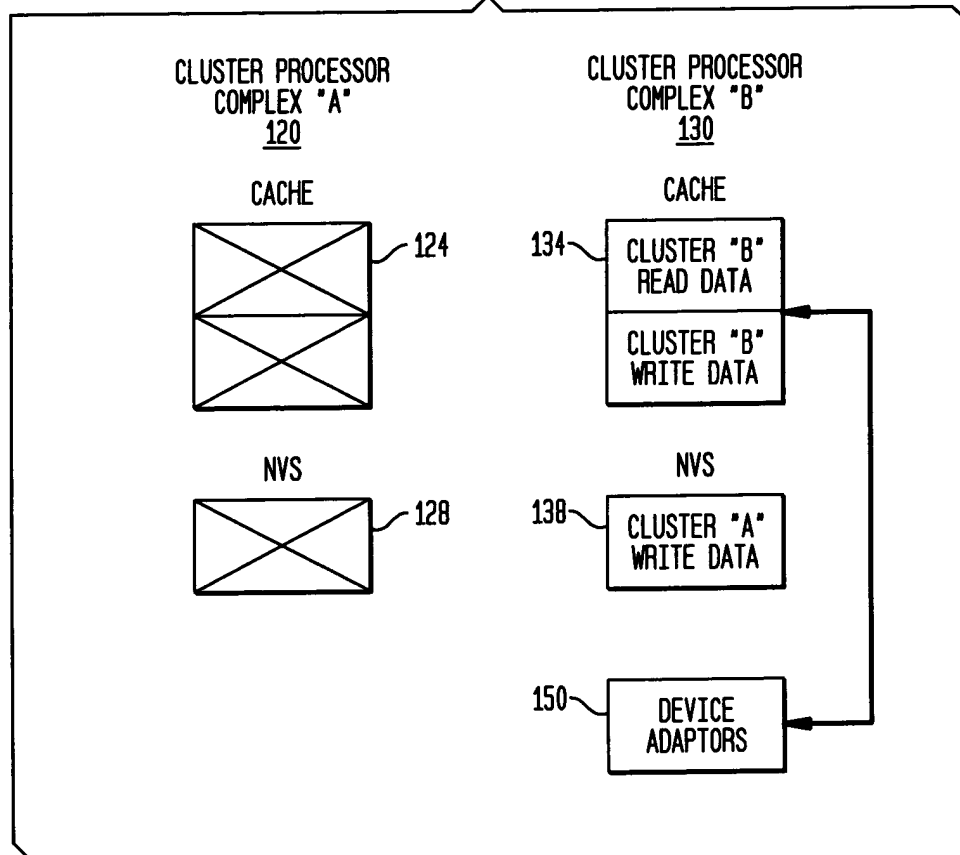 CLUSTER PROCESSOR
COMPLEX "A"
120
CACHE
124
NVS
128
CLUSTER PROCESSOR
COMPLEX "B"
130
CACHE
134
CLUSTER "B"
READ DATA
CLUSTER "B"
WRITE DATA
NVS
138
CLUSTER "A"
WRITE DATA
150
DEVICE
ADAPTORS